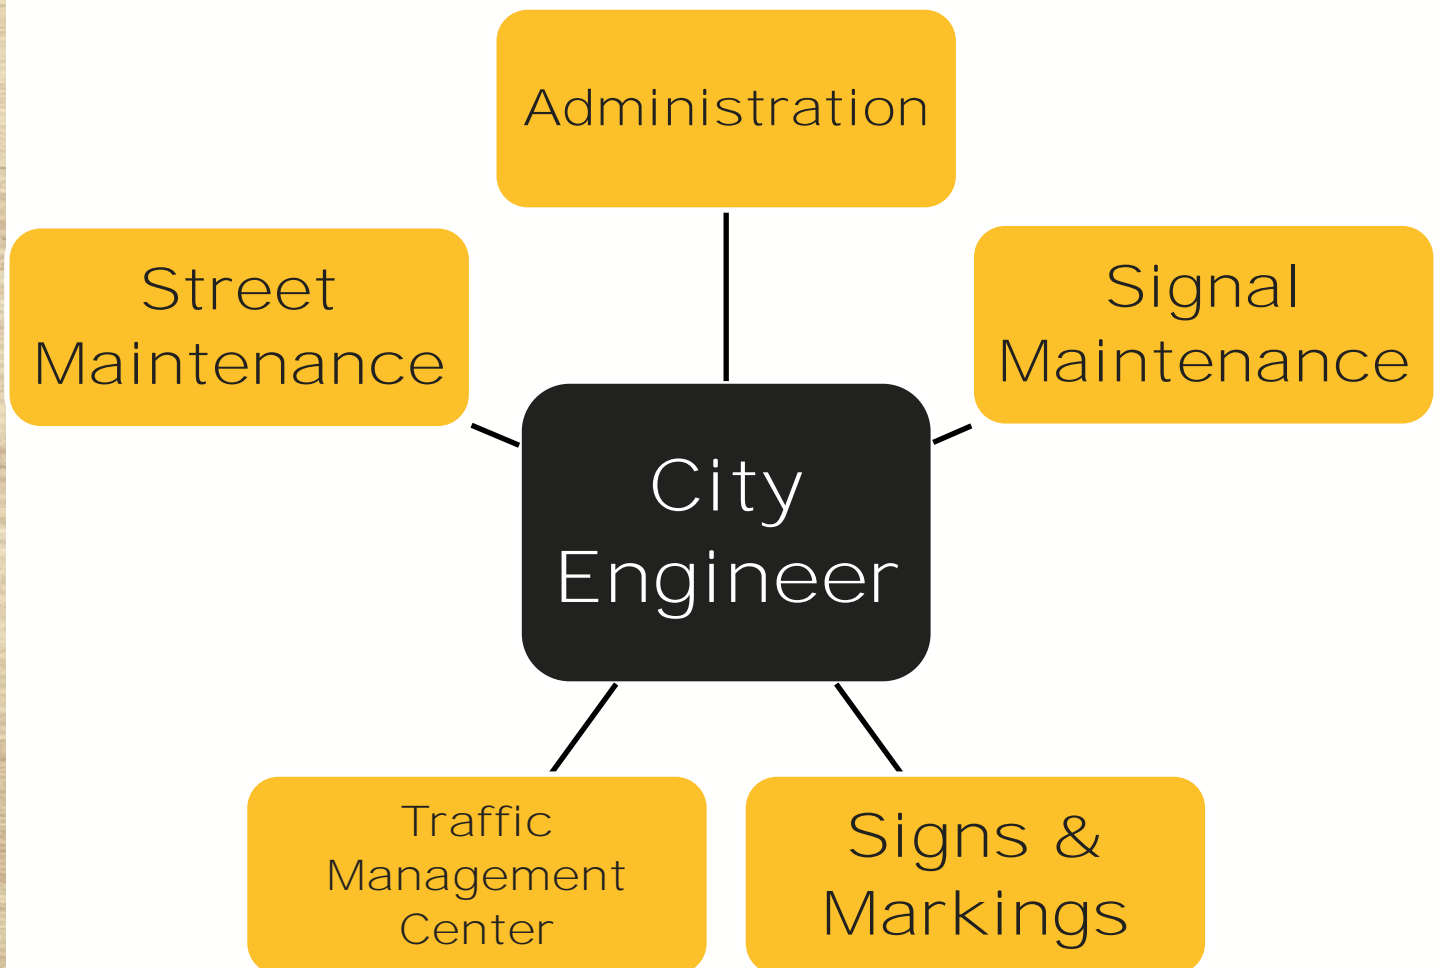 Administration
Street
Maintenance
Signal
Maintenance
City
Engineer
Traffic
Management
Center
Signs &
Markings